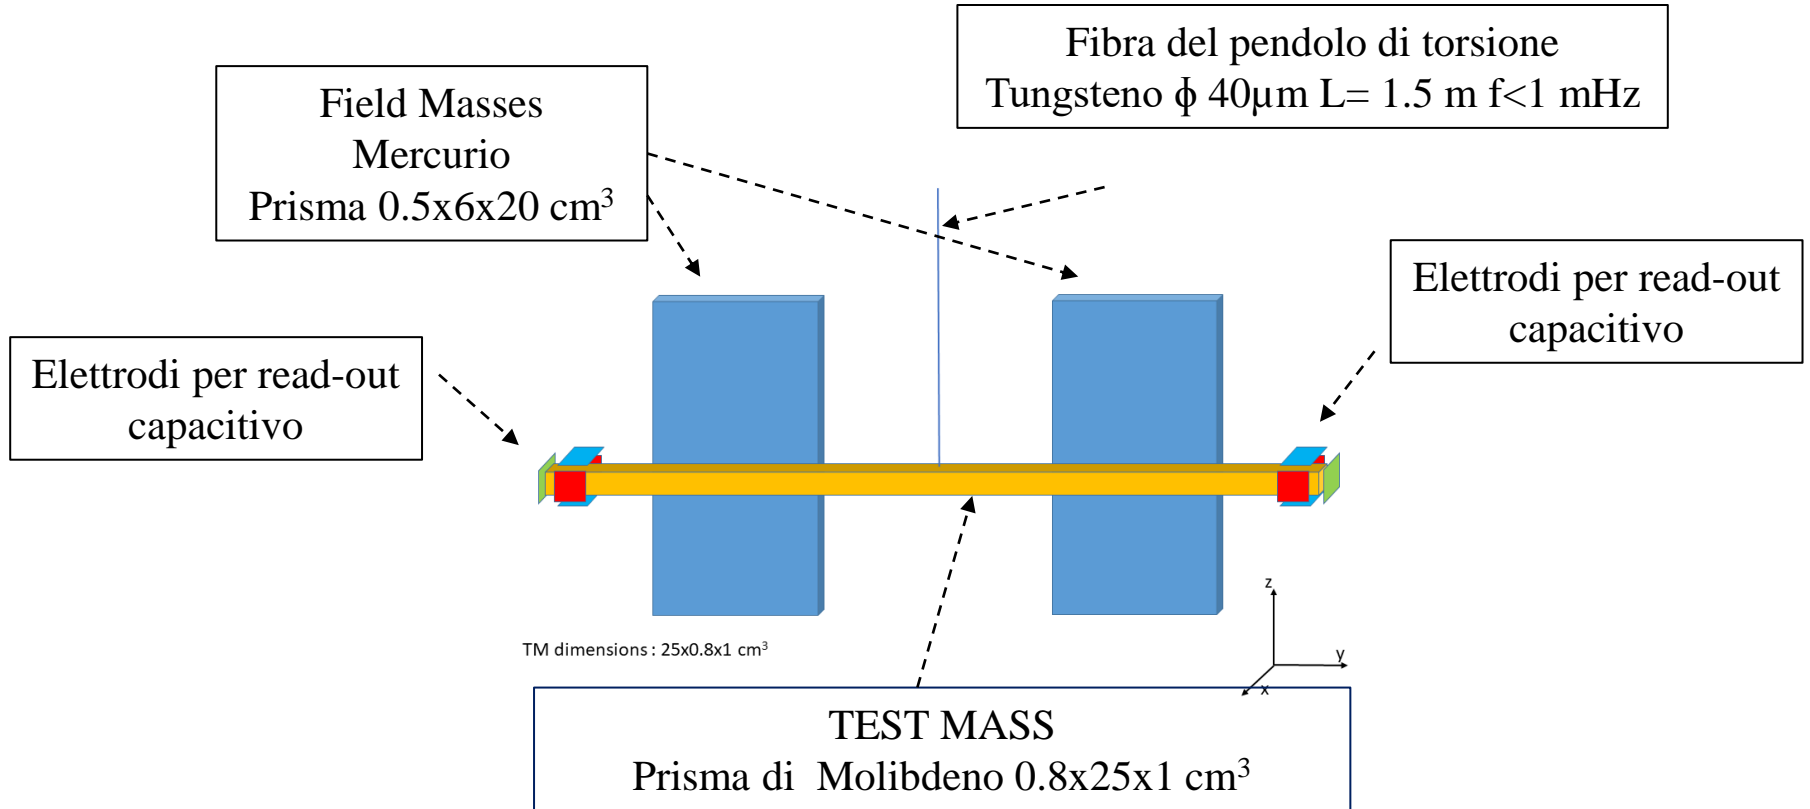 Fibra del pendolo di torsione
Tungsteno ϕ 40µm L= 1.5 m f<1 mHz
Field Masses
Mercurio
Prisma 0.5x6x20 cm³
Elettrodi per read-out
capacitivo
Elettrodi per read-out
capacitivo
z
y
x
TM dimensions : 25x0.8x1 cm³
TEST MASS
Prisma di Molibdeno 0.8x25x1 cm³